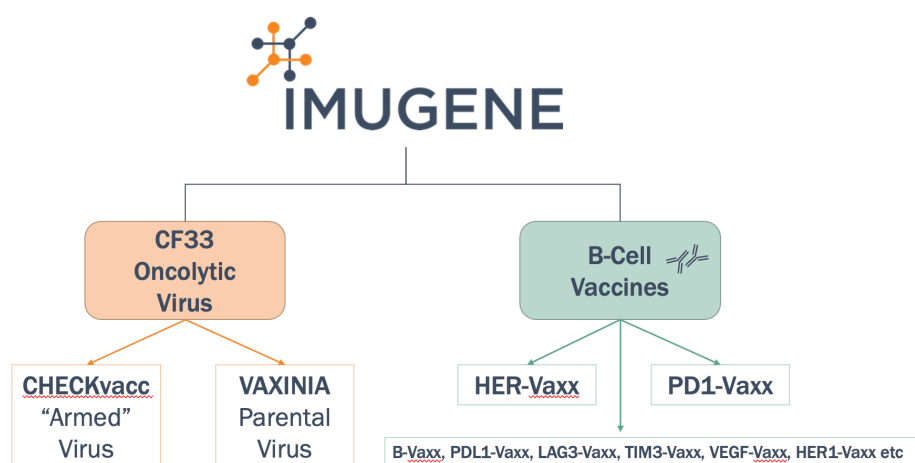 IMUGENE
CF33
Oncolytic
Virus
B-Cell
Vaccines
CHECKvacc
“Armed”
Virus
VAXINIA
Parental
Virus
HER-Vaxx
PD1-Vaxx
B-Vaxx, PDL1-Vaxx, LAG3-Vaxx, TIM3-Vaxx, VEGF-Vaxx, HER1-Vaxx etc